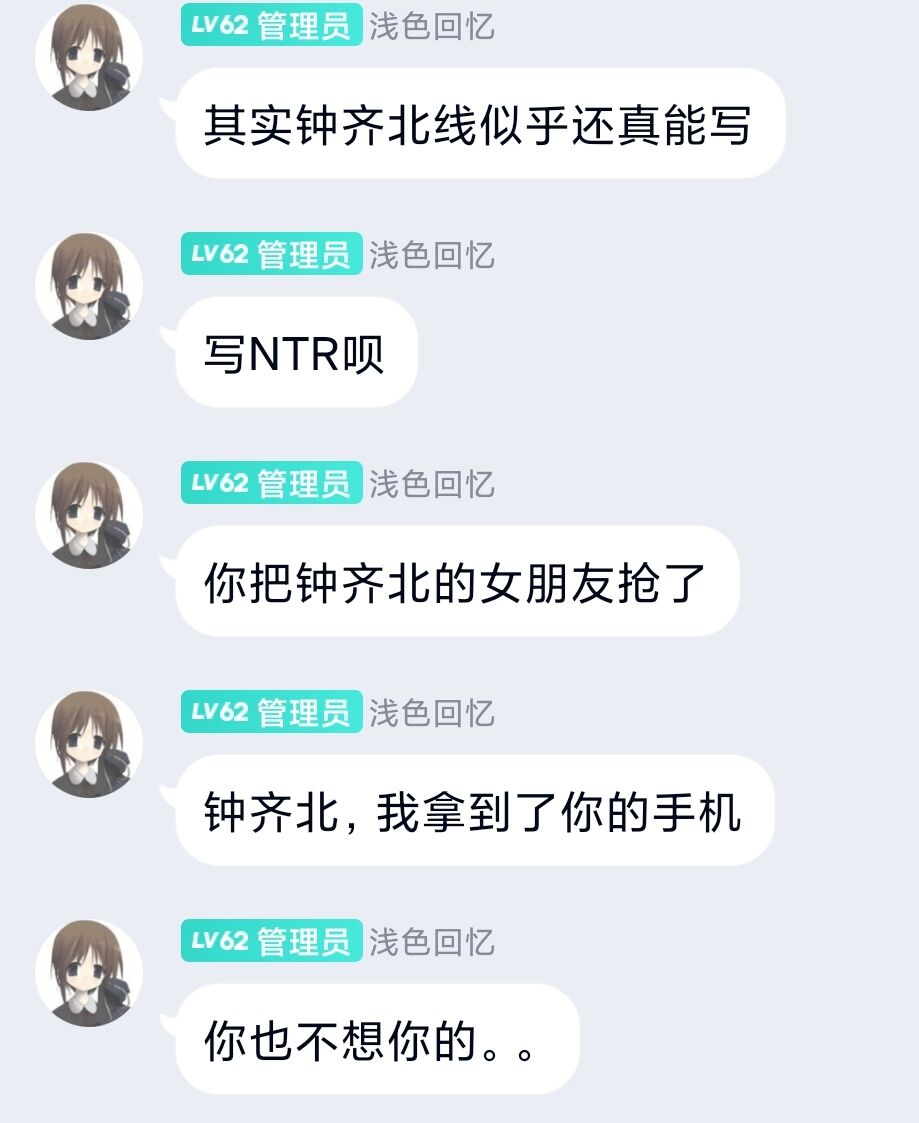 LV62 管理员 浅色回忆
其实钟齐北线似乎还真能写
LV62 管理员 浅色回忆
写NTR呗
LV62 管理员 浅色回忆
你把钟齐北的女朋友抢了
LV62 管理员 浅色回忆
钟齐北，我拿到了你的手机
LV62 管理员 浅色回忆
你也不想你的。。